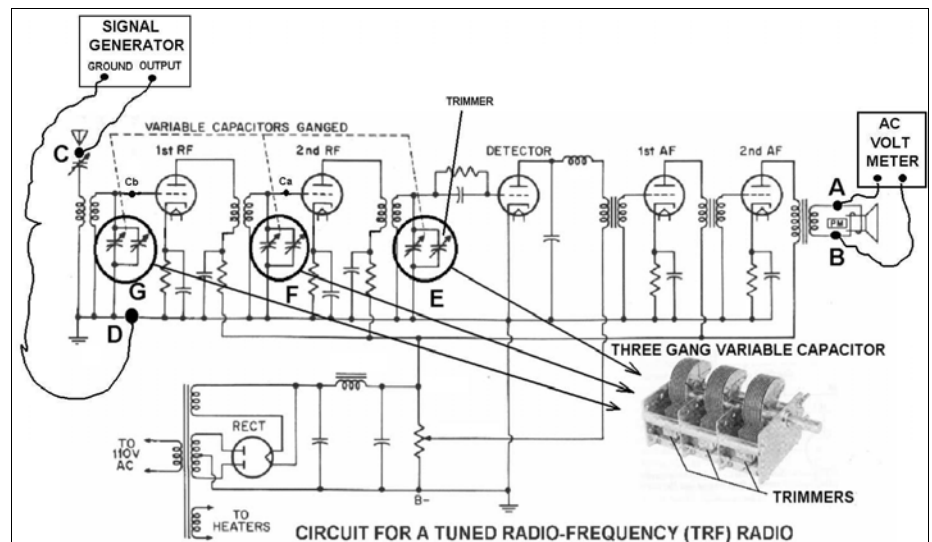 SIGNAL
GENERATOR
GROUND OUTPUT
TRIMMER
VARIABLE CAPACITORS GANGED
C
1st RF
2nd RF
DETECTOR
1st AF
2nd AF
AC
VOLT
METER
Cb
Ca
A
PM
B
G
F
E
D
THREE GANG VARIABLE CAPACITOR
RECT
TO
110V
AC
B-
TRIMMERS
TO
HEATERS
CIRCUIT FOR A TUNED RADIO-FREQUENCY (TRF) RADIO